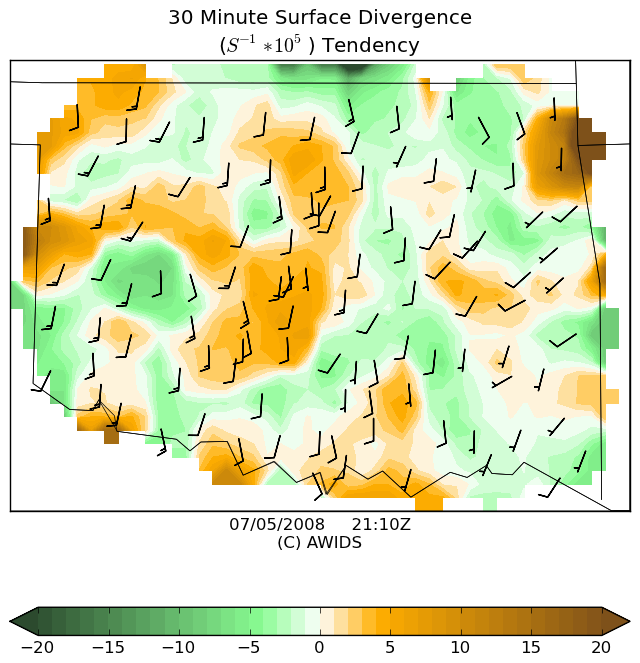 30 Minute Surface Divergence
(S⁻¹ * 10⁵ ) Tendency
07/05/2008 21:10Z
(C) AWIDS
−20 −15 −10 −5 0 5 10 15 20